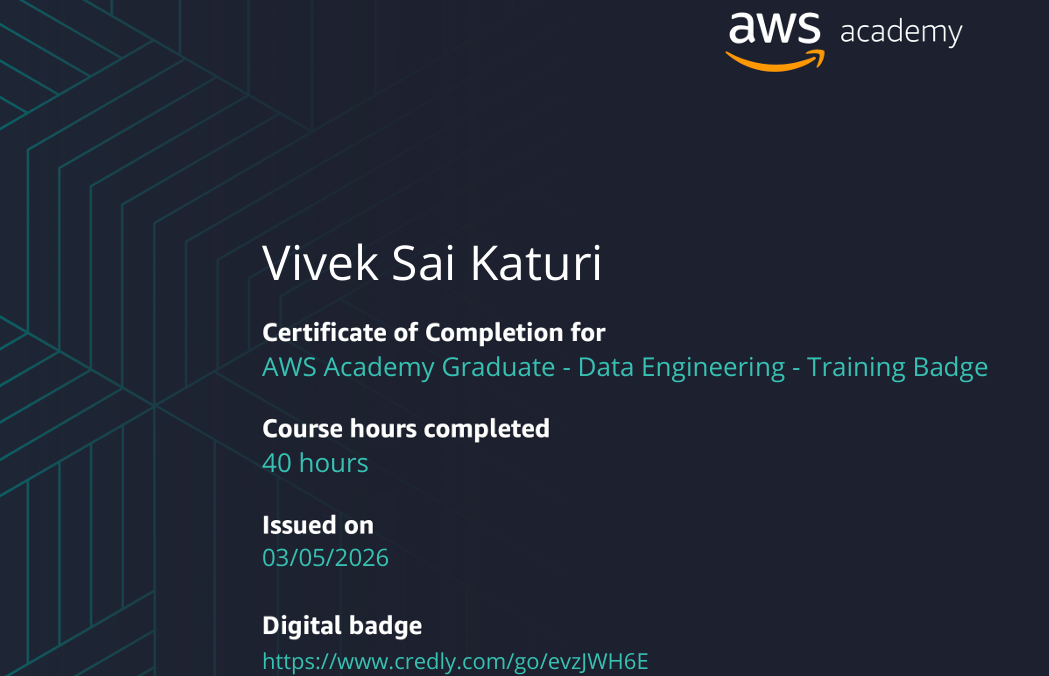 aws academy
Vivek Sai Katuri
Certificate of Completion for
AWS Academy Graduate - Data Engineering - Training Badge
Course hours completed
40 hours
Issued on
03/05/2026
Digital badge
https://www.credly.com/go/evzJWH6E